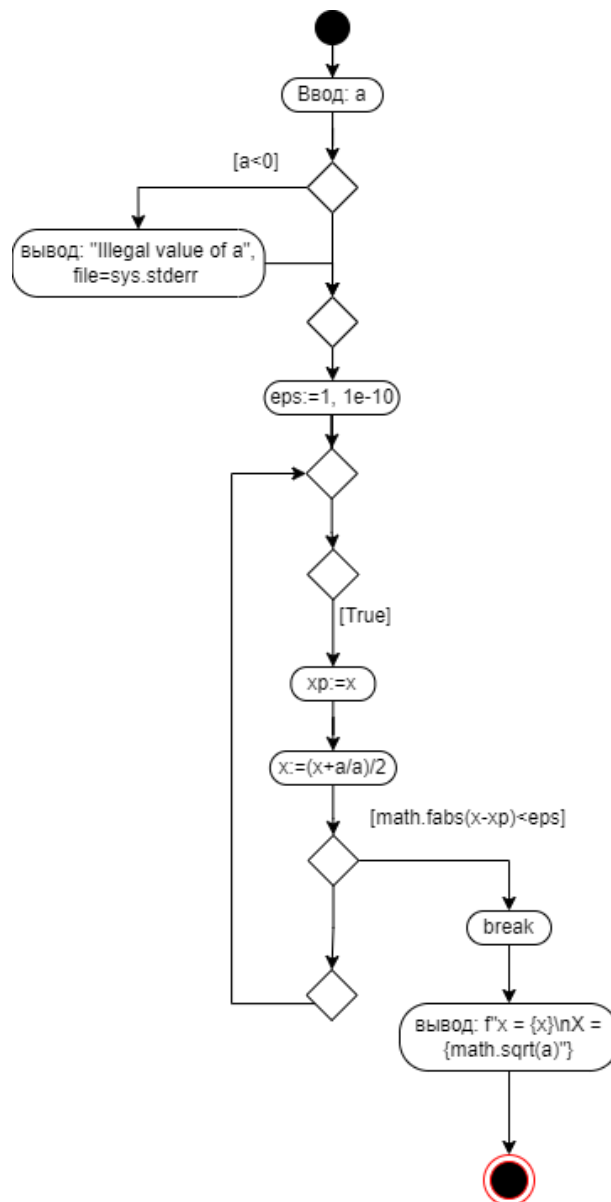 Ввод: a
[a<0]
вывод: "Illegal value of a",
file=sys.stderr
eps:=1, 1e-10
[True]
xp:=x
x:=(x+a/a)/2
[math.fabs(x-xp)<eps]
break
вывод: f"x = {x}\nX =
{math.sqrt(a)"}